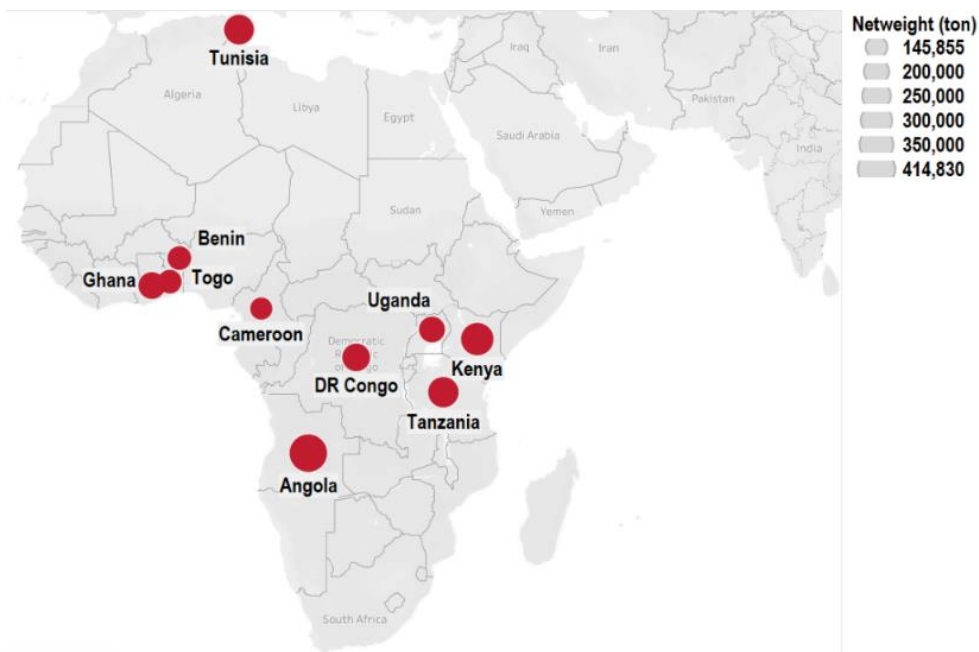 Netweight (ton)
145,855
200,000
250,000
300,000
350,000
414,830
Tunisia
Algeria
Libya
Egypt
Iraq
Iran
Pakistan
India
Saudi Arabia
Yemen
Sudan
Benin
Ghana
Togo
Cameroon
Uganda
Democratic
DR Congo
Kenya
Tanzania
Angola
South Africa